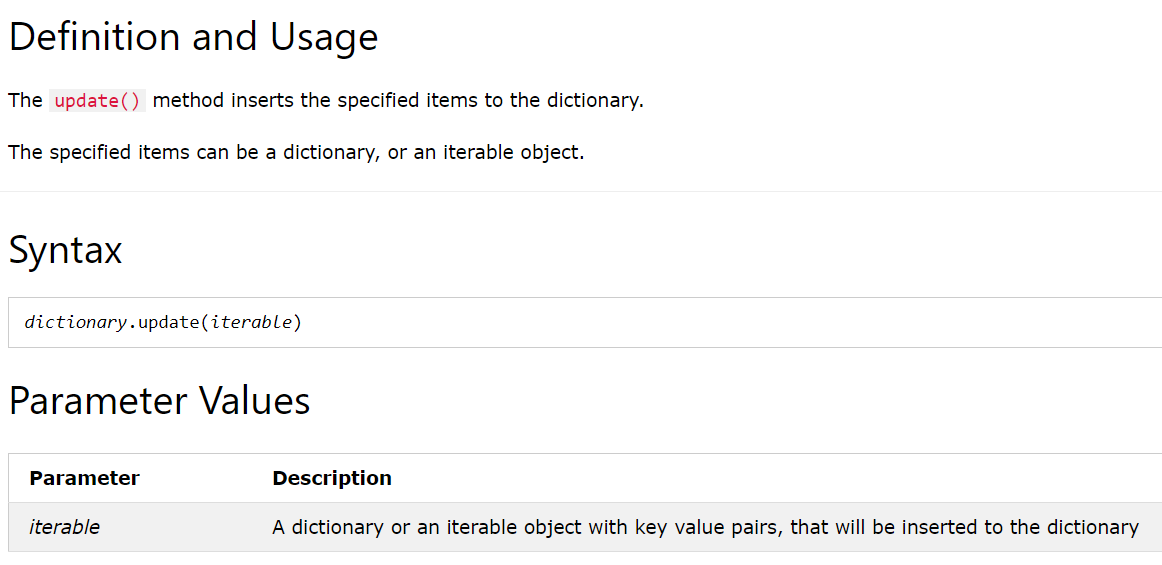 Definition and Usage
The update() method inserts the specified items to the dictionary.
The specified items can be a dictionary, or an iterable object.
Syntax
dictionary.update(iterable)
Parameter Values
Parameter Description
iterable A dictionary or an iterable object with key value pairs, that will be inserted to the dictionary